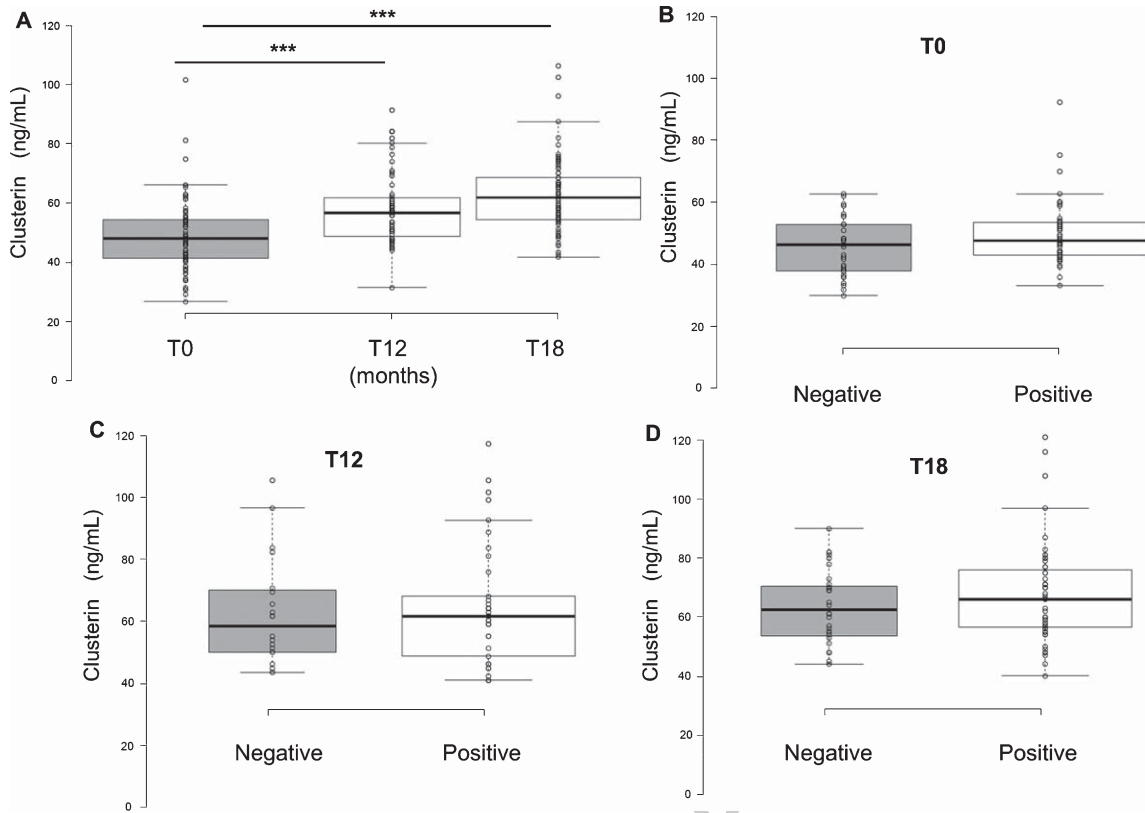 A
***
***
120
100
80
60
40
20
0
Clusterin (ng/mL)
T0
T12
T18
(months)
B
T0
120
100
80
60
40
20
0
Clusterin (ng/mL)
Negative
Positive
C
T12
120
100
80
60
40
20
0
Clusterin (ng/mL)
Negative
Positive
D
T18
120
100
80
60
40
20
0
Clusterin (ng/mL)
Negative
Positive